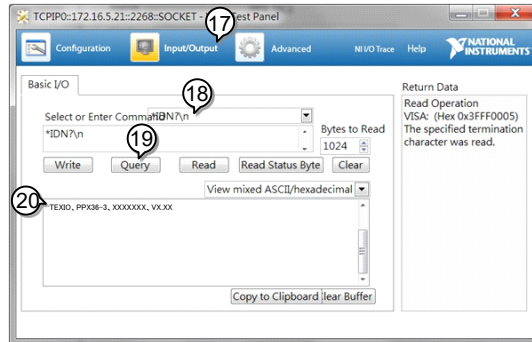 TCPIP0::172.16.5.21::2268::SOCKET - est Panel
17
Configuration Input/Output Advanced NI I/O Trace Help NATIONAL INSTRUMENTS
Basic I/O
Return Data
18
Select or Enter Command *IDN?\n
*IDN?\n
Bytes to Read
1024
19
Write Query Read Read Status Byte Clear
View mixed ASCII/hexadecimal
20
TEXIO、PPX36-3、XXXXXXX、VX.XX
Copy to Clipboard lear Buffer
Read Operation
VISA: (Hex 0x3FFF0005)
The specified termination
character was read.